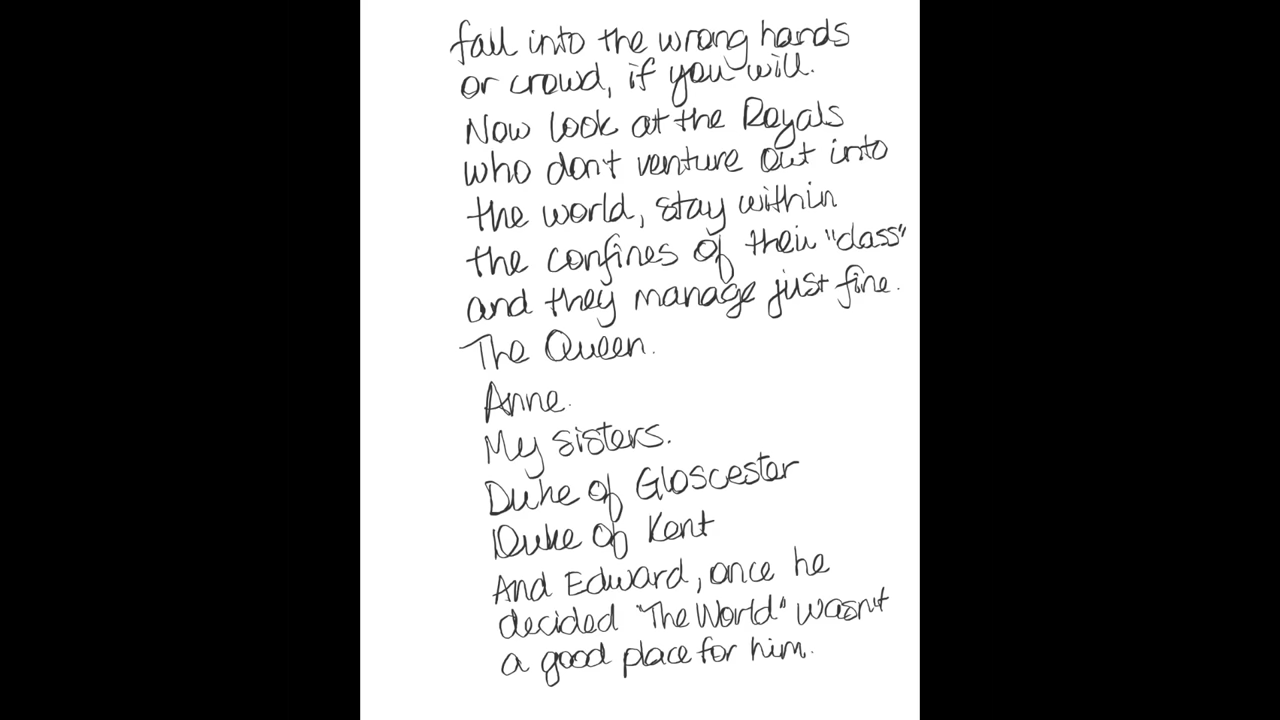 fall into the wrong hands
or crowd, if you will.
Now look at the Royals
who don't venture out into
the world, stay within
the confines of their "class"
and they manage just fine.
The Queen.
Anne.
My sisters.
Duke of Gloscester
Duke of Kent
And Edward, once he
decided "The World" wasn't
a good place for him.